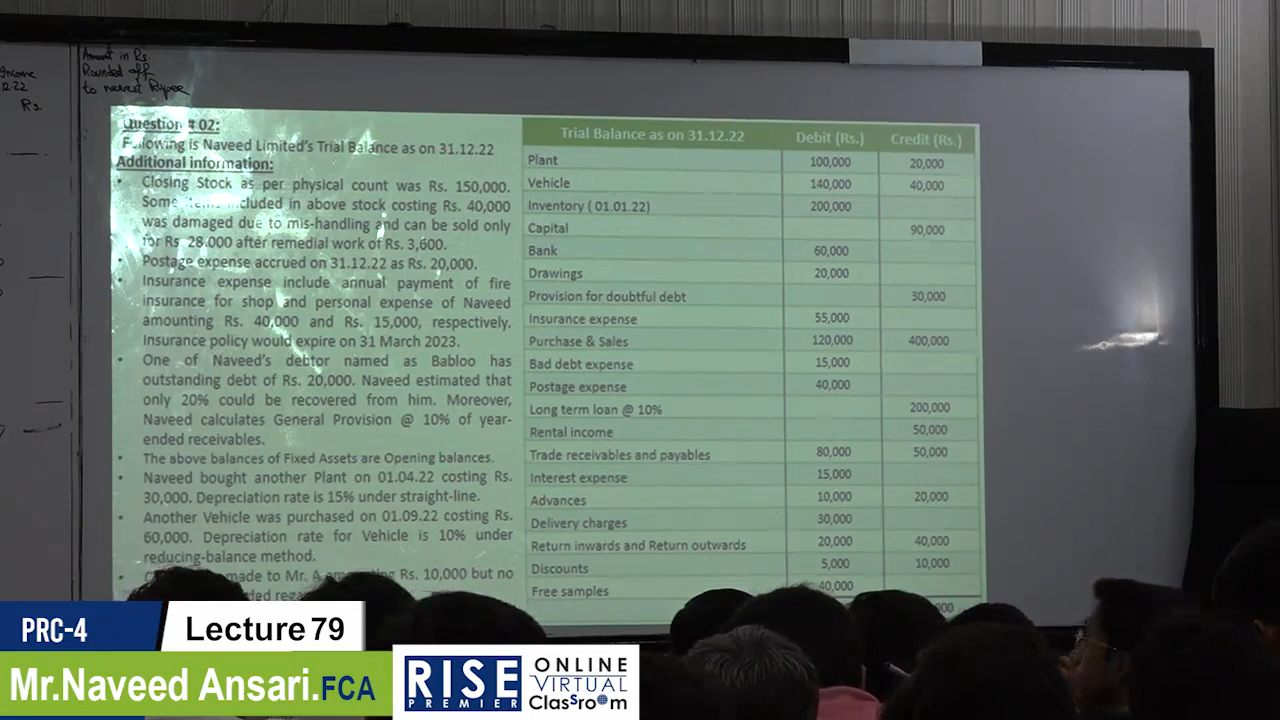 Income
12.22
Rs
Amount in Rs.
Rounded off
to nearest Rupee
Question # 02:
Following is Naveed Limited's Trial Balance as on 31.12.22
Additional information:
• Closing Stock as per physical count was Rs. 150,000.
Some items included in above stock costing Rs. 40,000
was damaged due to mis-handling and can be sold only
for Rs. 28,000 after remedial work of Rs. 3,600.
• Postage expense accrued on 31.12.22 as Rs. 20,000.
• Insurance expense include annual payment of fire
insurance for shop and personal expense of Naveed
amounting Rs. 40,000 and Rs. 15,000, respectively.
Insurance policy would expire on 31 March 2023.
• One of Naveed's debtor named as Babloo has
outstanding debt of Rs. 20,000. Naveed estimated that
only 20% could be recovered from him. Moreover,
Naveed calculates General Provision @ 10% of year-
ended receivables.
• The above balances of Fixed Assets are Opening balances.
• Naveed bought another Plant on 01.04.22 costing Rs.
30,000. Depreciation rate is 15% under straight-line.
• Another Vehicle was purchased on 01.09.22 costing Rs.
60,000. Depreciation rate for Vehicle is 10% under
reducing-balance method.
• made to Mr. A Rs. 10,000 but no
Trial Balance as on 31.12.22 Debit (Rs.) Credit (Rs.)
Plant 100,000 20,000
Vehicle 140,000 40,000
Inventory ( 01.01.22) 200,000
Capital 90,000
Bank 60,000
Drawings 20,000
Provision for doubtful debt 30,000
Insurance expense 55,000
Purchase & Sales 120,000 400,000
Bad debt expense 15,000
Postage expense 40,000
Long term loan @ 10% 200,000
Rental income 50,000
Trade receivables and payables 80,000 50,000
Interest expense 15,000
Advances 10,000 20,000
Delivery charges 30,000
Return inwards and Return outwards 20,000 40,000
Discounts 5,000 10,000
Free samples 40,000
PRC-4 Lecture 79
Mr.Naveed Ansari.FCA
RISE
PREMIER
ONLINE
VIRTUAL
Classroom